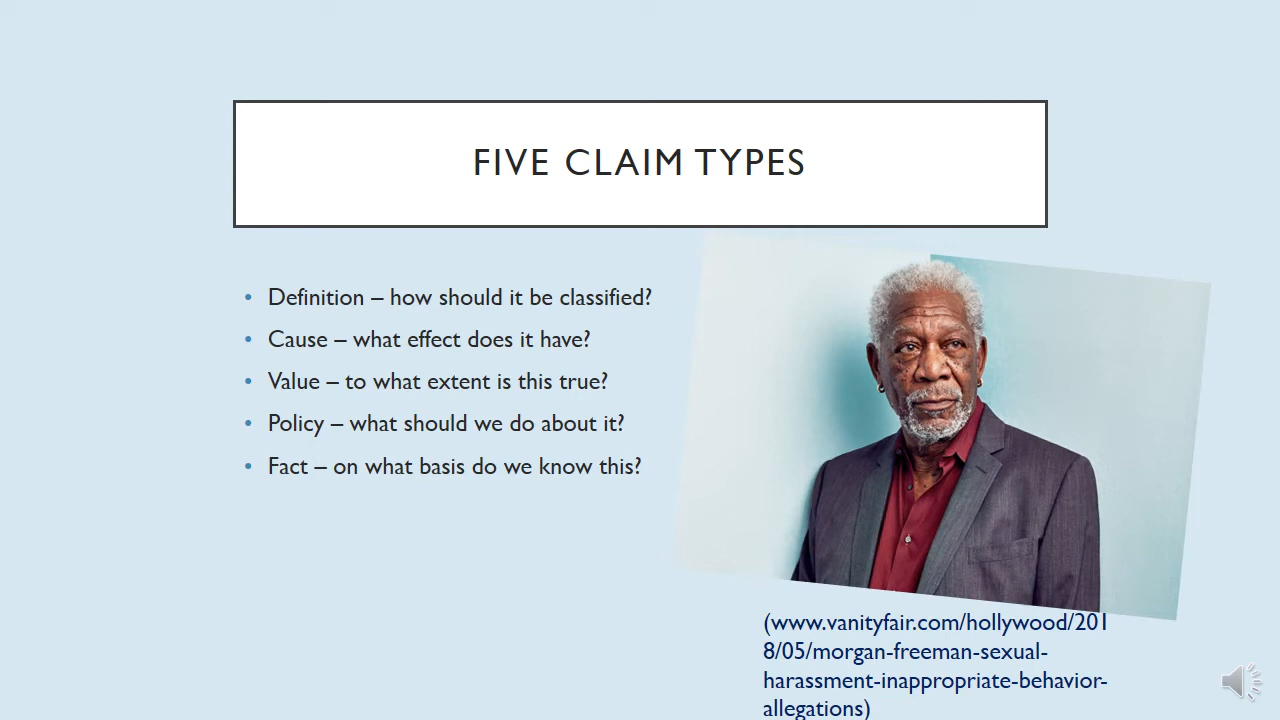 FIVE CLAIM TYPES
• Definition – how should it be classified?
• Cause – what effect does it have?
• Value – to what extent is this true?
• Policy – what should we do about it?
• Fact – on what basis do we know this?
(www.vanityfair.com/hollywood/201
8/05/morgan-freeman-sexual-
harassment-inappropriate-behavior-
allegations)